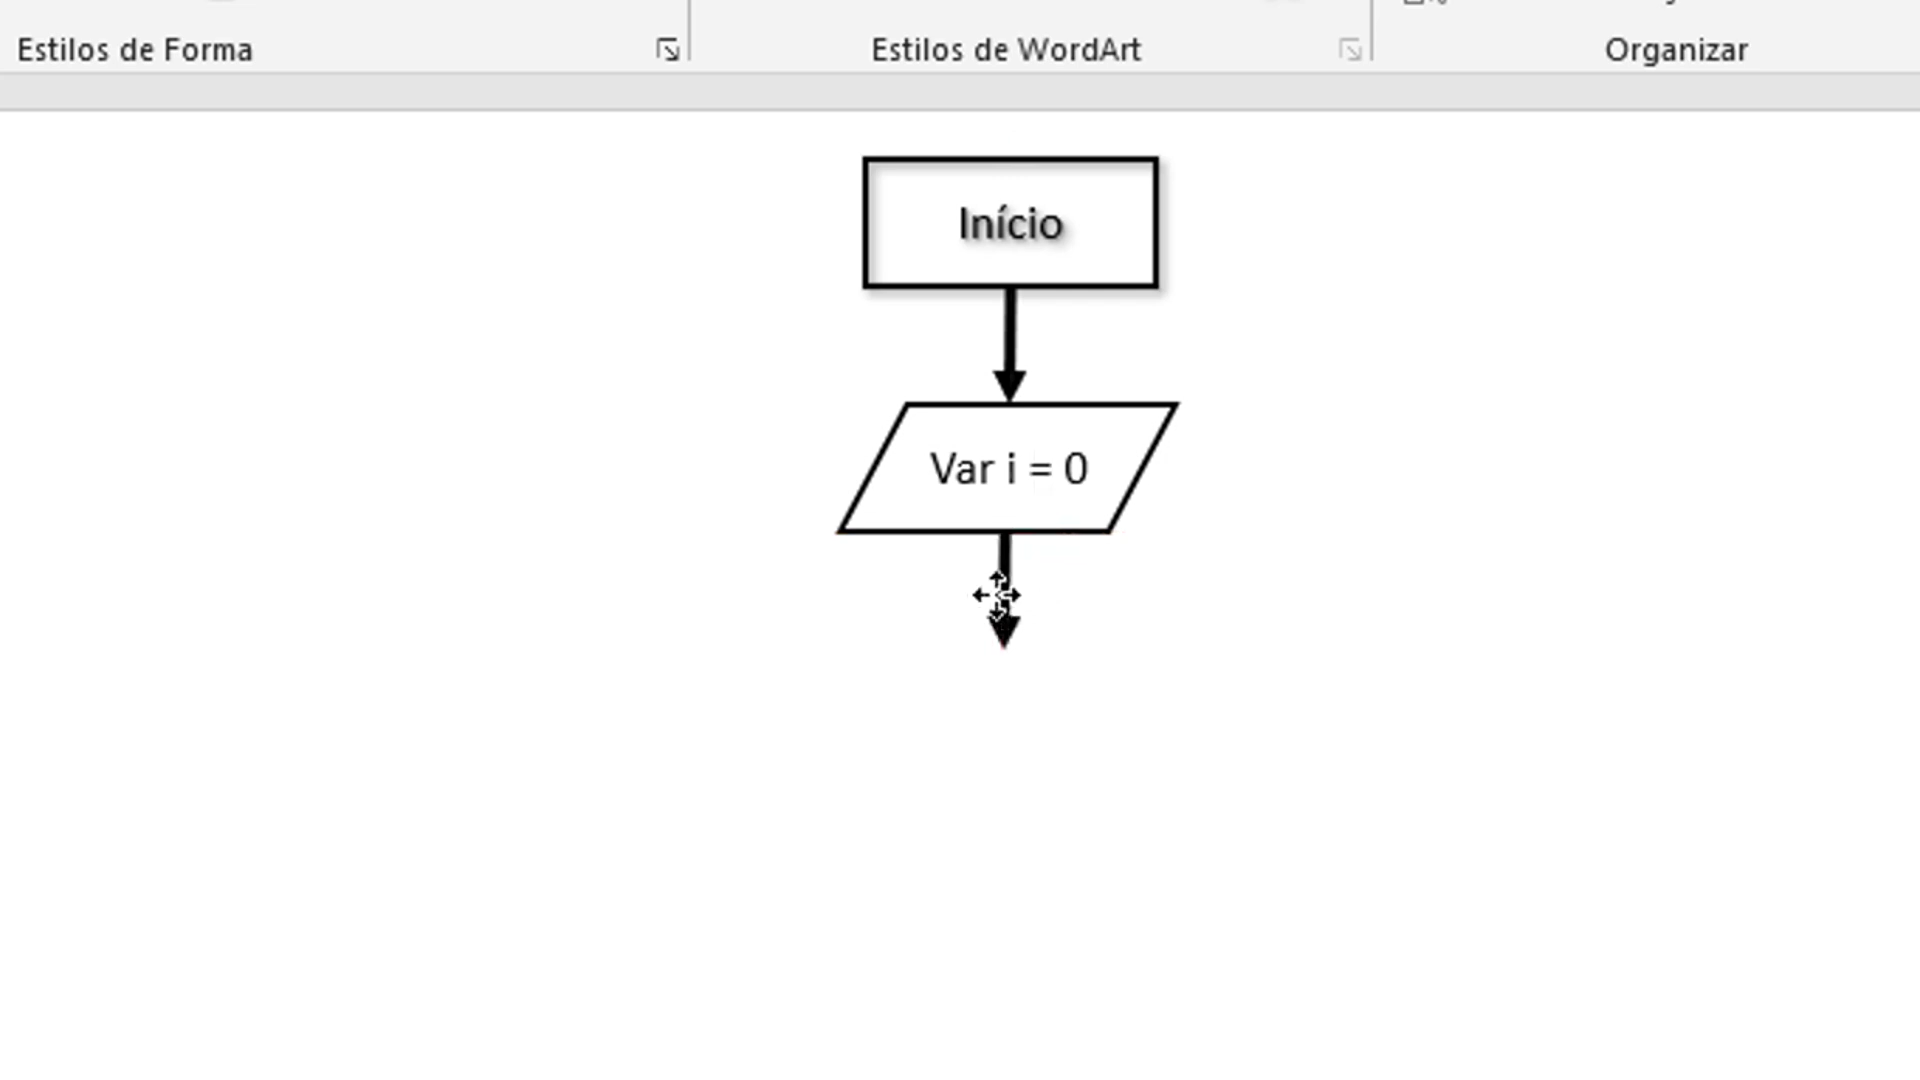 Estilos de Forma
Estilos de WordArt
Organizar
Início
Var i = 0